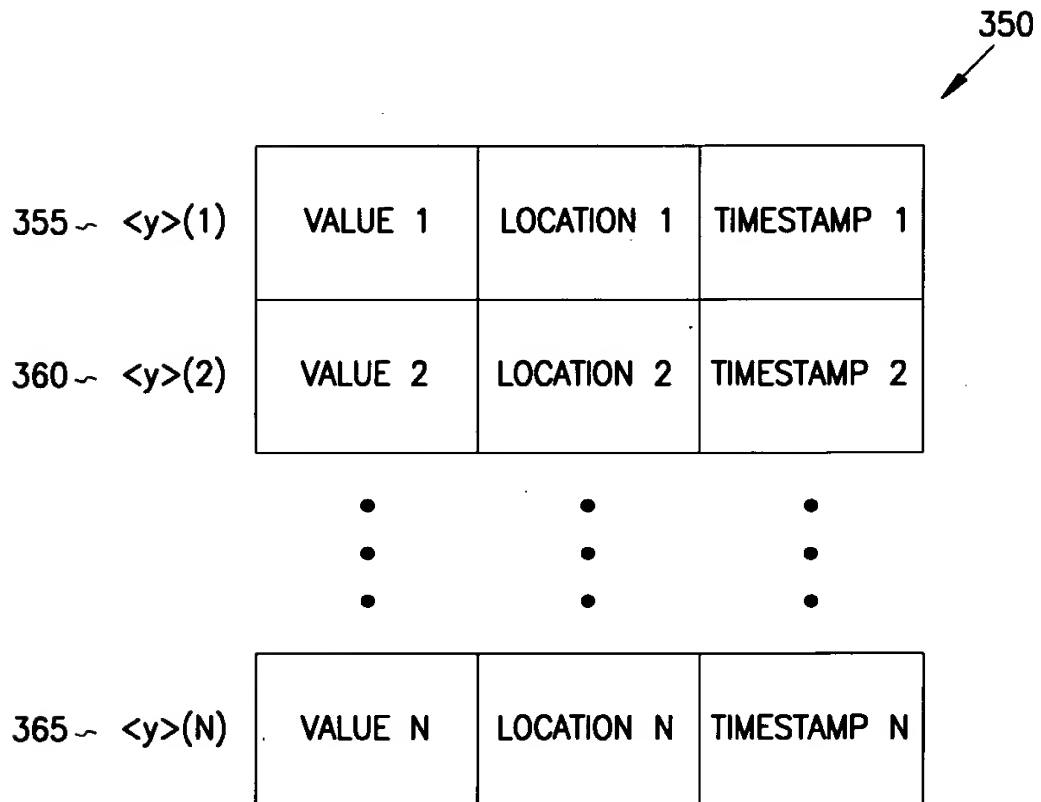 350
355 ~ <y>(1) VALUE 1 LOCATION 1 TIMESTAMP 1
360 ~ <y>(2) VALUE 2 LOCATION 2 TIMESTAMP 2
365 ~ <y>(N) VALUE N LOCATION N TIMESTAMP N